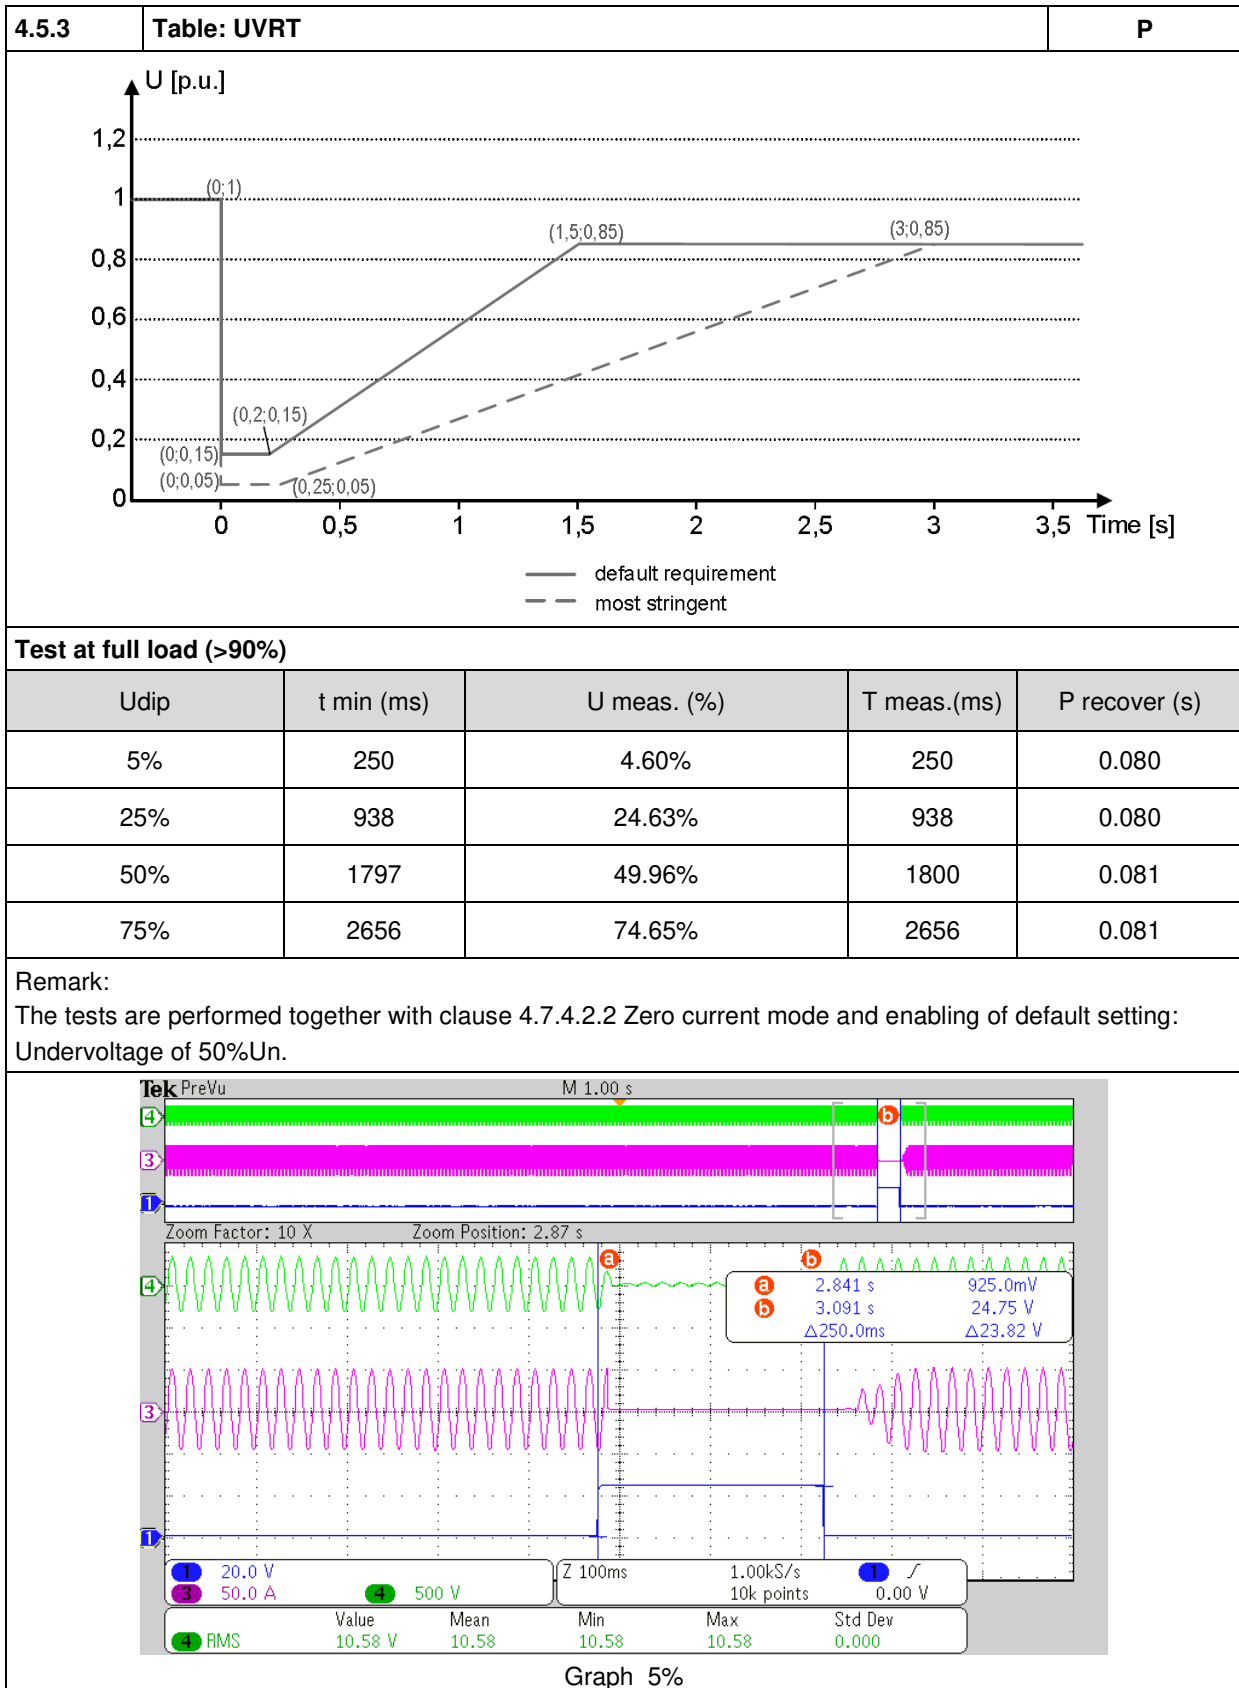 4.5.3 Table: UVRT P
U [p.u.]
1,2
1
0,8
0,6
0,4
0,2
0
(0;1)
(1,5;0,85)
(3;0,85)
(0,2;0,15)
(0;0,15)
(0;0,05)
(0,25;0,05)
0 0,5 1 1,5 2 2,5 3 3,5 Time [s]
default requirement
most stringent
Test at full load (>90%)
Udip t min (ms) U meas. (%) T meas.(ms) P recover (s)
5% 250 4.60% 250 0.080
25% 938 24.63% 938 0.080
50% 1797 49.96% 1800 0.081
75% 2656 74.65% 2656 0.081
Remark:
The tests are performed together with clause 4.7.4.2.2 Zero current mode and enabling of default setting:
Undervoltage of 50%Un.
Tek PreVu M 1.00 s
4
b
3
1
Zoom Factor: 10 X Zoom Position: 2.87 s
a b
4
a 2.841 s 925.0mV
b 3.091 s 24.75 V
△250.0ms △23.82 V
3
1
1 20.0 V
3 50.0 A 4 500 V
Z 100ms 1.00kS/s 1
10k points 0.00 V
Value Mean Min Max Std Dev
4 RMS 10.58 V 10.58 10.58 10.58 0.000
Graph 5%